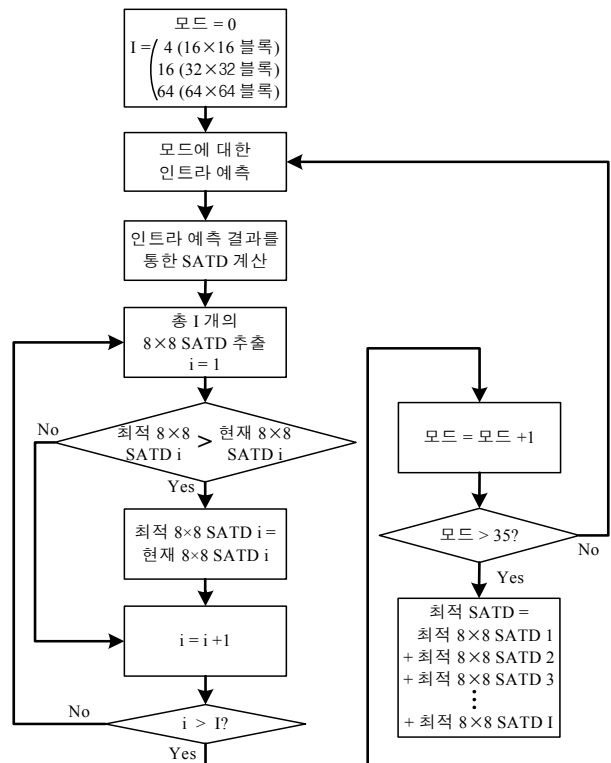 모드 = 0
I = 4 (16×16 블록)
16 (32×32 블록)
64 (64×64 블록)
모드에 대한
인트라 예측
인트라 예측 결과를
통한 SATD 계산
총 I 개의
8×8 SATD 추출
i = 1
No
최적 8×8 > 현재 8×8
SATD i SATD i
Yes
최적 8×8 SATD i =
현재 8×8 SATD i
i = i +1
No
i > I?
Yes
모드 = 모드 +1
모드 > 35?
No
Yes
최적 SATD =
최적 8×8 SATD 1
+ 최적 8×8 SATD 2
+ 최적 8×8 SATD 3
⋮
+ 최적 8×8 SATD I